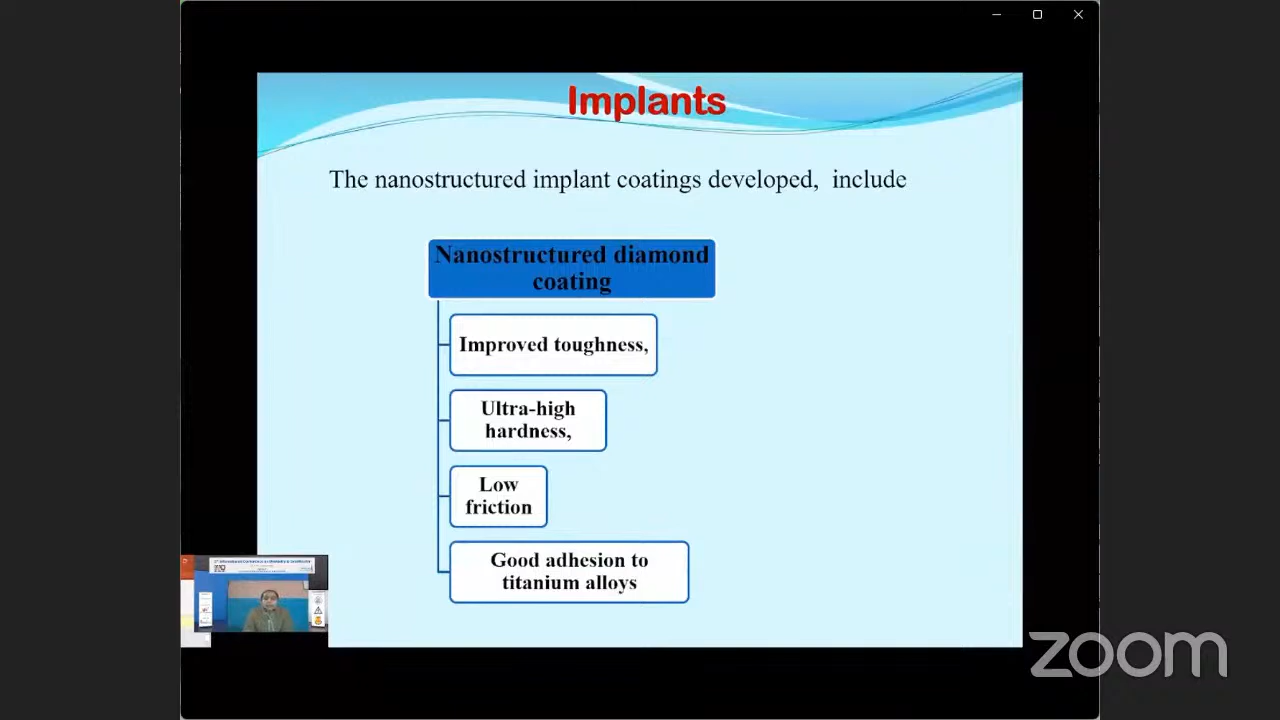 Implants
The nanostructured implant coatings developed, include
Nanostructured diamond
coating
Improved toughness,
Ultra-high
hardness,
Low
friction
Good adhesion to
titanium alloys
zoom